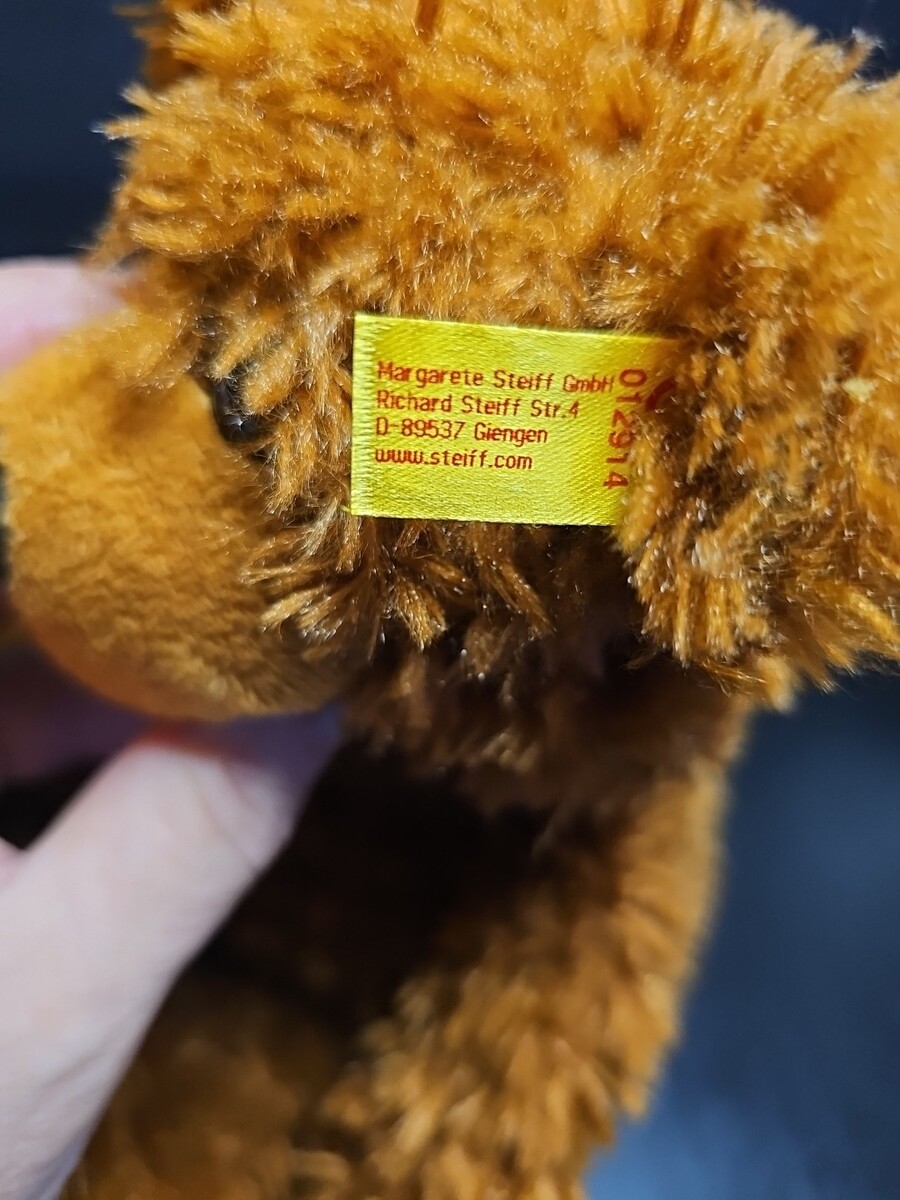 Margarete Steiff GmbH
Richard Steiff Str.4
D-89537 Giengen
www.steiff.com
012914